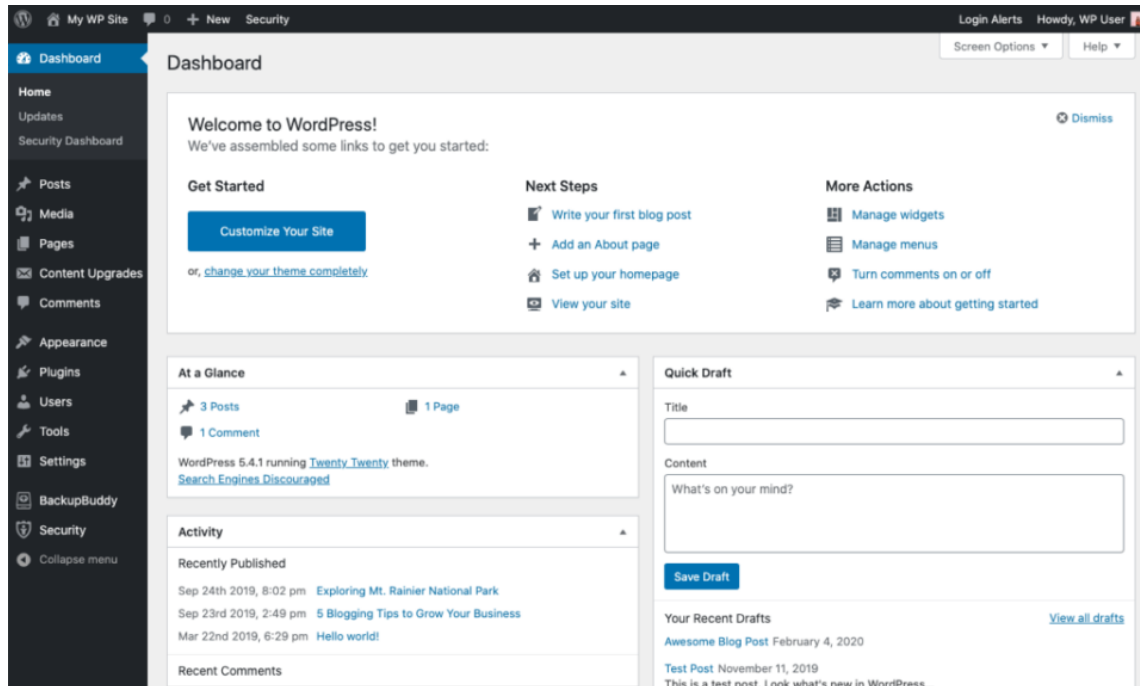 My WP Site 0 New Security Login Alerts Howdy, WP User
Screen Options Help
Dashboard
Home
Updates
Security Dashboard
Posts
Media
Pages
Content Upgrades
Comments
Appearance
Plugins
Users
Tools
Settings
BackupBuddy
Security
Collapse menu
Dashboard
Welcome to WordPress!
Dismiss
We've assembled some links to get you started:
Get Started
Customize Your Site
or, change your theme completely
Next Steps
Write your first blog post
Add an About page
Set up your homepage
View your site
More Actions
Manage widgets
Manage menus
Turn comments on or off
Learn more about getting started
At a Glance
3 Posts 1 Page
1 Comment
WordPress 5.4.1 running Twenty Twenty theme.
Search Engines Discouraged
Activity
Recently Published
Sep 24th 2019, 8:02 pm Exploring Mt. Rainier National Park
Sep 23rd 2019, 2:49 pm 5 Blogging Tips to Grow Your Business
Mar 22nd 2019, 6:29 pm Hello world!
Recent Comments
Quick Draft
Title
Content
What's on your mind?
Save Draft
Your Recent Drafts View all drafts
Awesome Blog Post February 4, 2020
Test Post November 11, 2019
This is a test post. Look what's new in WordPress...